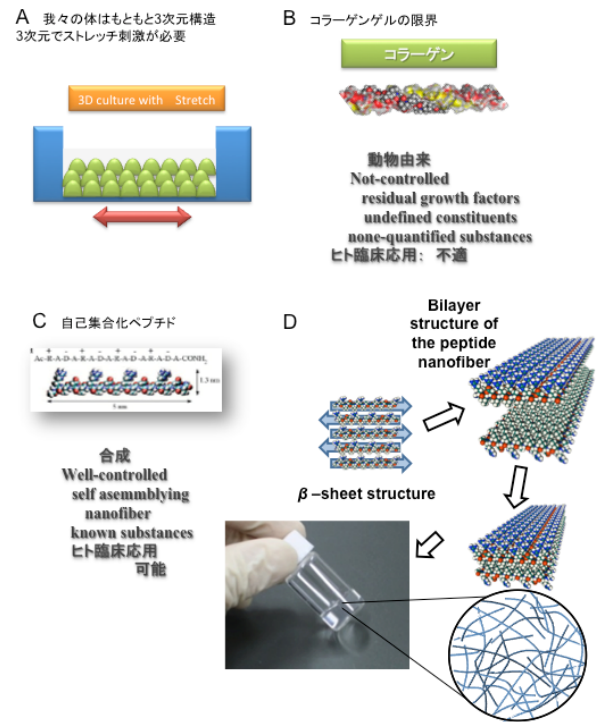 A 我々の体はもともと3次元構造
3次元でストレッチ刺激が必要
3D culture with Stretch
B コラーゲンゲルの限界
コラーゲン
動物由来
Not-controlled
residual growth factors
undefined constituents
none-quantified substances
ヒト臨床応用: 不適
C 自己集合化ペプチド
+ - + - + - + -
Ac-R-A-D-A-R-A-D-A-R-A-D-A-R-A-D-A-CONH2
1.3 nm
5 nm
合成
Well-controlled
self asemmblying
nanofiber
known substances
ヒト臨床応用
可能
D
Bilayer
structure of
the peptide
nanofiber
β –sheet structure